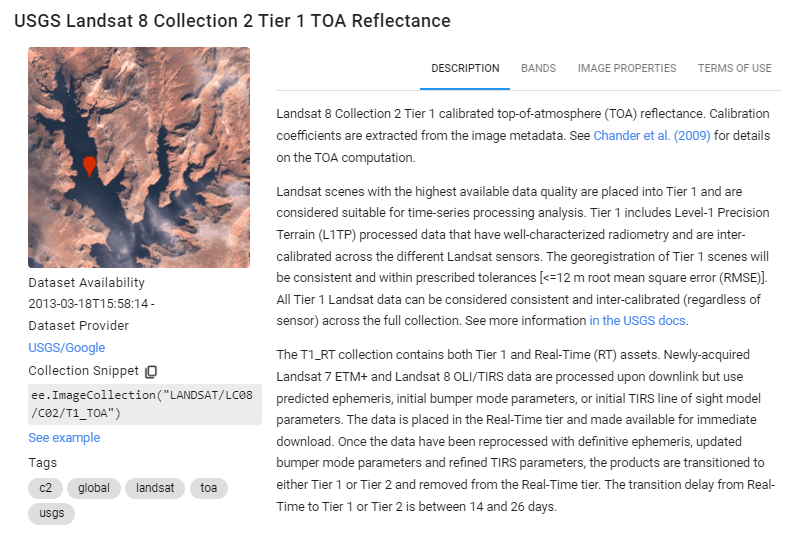 USGS Landsat 8 Collection 2 Tier 1 TOA Reflectance
DESCRIPTION
BANDS
IMAGE PROPERTIES
TERMS OF USE
Dataset Availability
2013-03-18T15:58:14 -
Dataset Provider
USGS/Google
Collection Snippet
ee.ImageCollection("LANDSAT/LC08
/C02/T1_TOA")
See example
Tags
c2
global
landsat
toa
usgs
Landsat 8 Collection 2 Tier 1 calibrated top-of-atmosphere (TOA) reflectance. Calibration
coefficients are extracted from the image metadata. See Chander et al. (2009) for details
on the TOA computation.
Landsat scenes with the highest available data quality are placed into Tier 1 and are
considered suitable for time-series processing analysis. Tier 1 includes Level-1 Precision
Terrain (L1TP) processed data that have well-characterized radiometry and are inter-
calibrated across the different Landsat sensors. The georegistration of Tier 1 scenes will
be consistent and within prescribed tolerances [<=12 m root mean square error (RMSE)].
All Tier 1 Landsat data can be considered consistent and inter-calibrated (regardless of
sensor) across the full collection. See more information in the USGS docs.
The T1_RT collection contains both Tier 1 and Real-Time (RT) assets. Newly-acquired
Landsat 7 ETM+ and Landsat 8 OLI/TIRS data are processed upon downlink but use
predicted ephemeris, initial bumper mode parameters, or initial TIRS line of sight model
parameters. The data is placed in the Real-Time tier and made available for immediate
download. Once the data have been reprocessed with definitive ephemeris, updated
bumper mode parameters and refined TIRS parameters, the products are transitioned to
either Tier 1 or Tier 2 and removed from the Real-Time tier. The transition delay from Real-
Time to Tier 1 or Tier 2 is between 14 and 26 days.